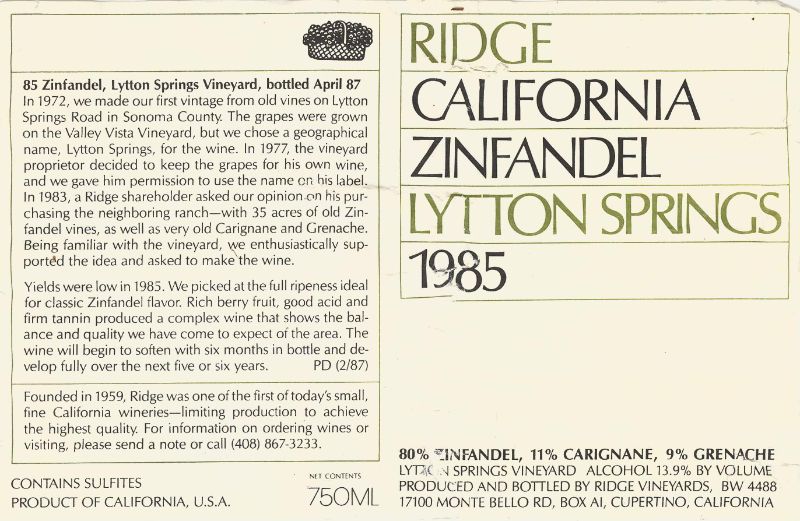 85 Zinfandel, Lytton Springs Vineyard, bottled April 87
In 1972, we made our first vintage from old vines on Lytton
Springs Road in Sonoma County. The grapes were grown
on the Valley Vista Vineyard, but we chose a geographical
name, Lytton Springs, for the wine. In 1977, the vineyard
proprietor decided to keep the grapes for his own wine,
and we gave him permission to use the name on his label.
In 1983, a Ridge shareholder asked our opinion on his pur-
chasing the neighboring ranch—with 35 acres of old Zin-
fandel vines, as well as very old Carignane and Grenache.
Being familiar with the vineyard, we enthusiastically sup-
ported the idea and asked to make the wine.
Yields were low in 1985. We picked at the full ripeness ideal
for classic Zinfandel flavor. Rich berry fruit, good acid and
firm tannin produced a complex wine that shows the bal-
ance and quality we have come to expect of the area. The
wine will begin to soften with six months in bottle and de-
velop fully over the next five or six years. PD (2/87)
Founded in 1959, Ridge was one of the first of today's small,
fine California wineries—limiting production to achieve
the highest quality. For information on ordering wines or
visiting, please send a note or call (408) 867-3233.
CONTAINS SULFITES
PRODUCT OF CALIFORNIA, U.S.A.
NET CONTENTS
750ML
RIDGE
CALIFORNIA
ZINFANDEL
LYTTON SPRINGS
1985
80% ZINFANDEL, 11% CARIGNANE, 9% GRENACHE
LYTTON SPRINGS VINEYARD ALCOHOL 13.9% BY VOLUME
PRODUCED AND BOTTLED BY RIDGE VINEYARDS, BW 4488
17100 MONTE BELLO RD, BOX AI, CUPERTINO, CALIFORNIA